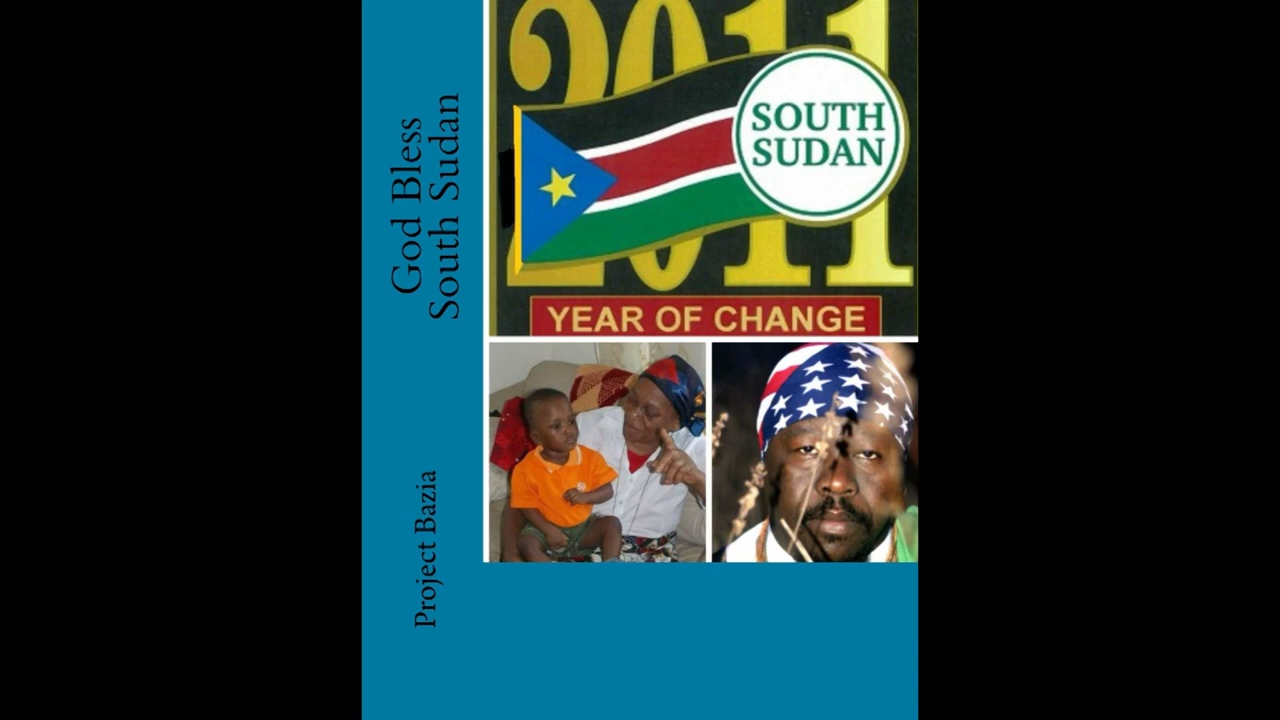 God Bless
South Sudan
Project Bazia
2011
SOUTH
SUDAN
YEAR OF CHANGE